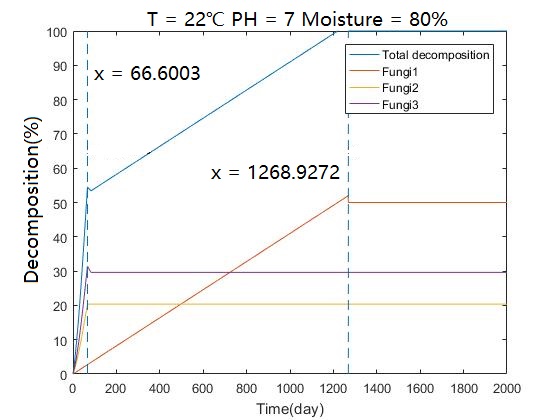 T = 22℃ PH = 7 Moisture = 80%
100
90
80
70
60
50
40
30
20
10
0
Decomposition(%)
x = 66.6003
x = 1268.9272
Total decomposition
Fungi1
Fungi2
Fungi3
0 200 400 600 800 1000 1200 1400 1600 1800 2000
Time(day)